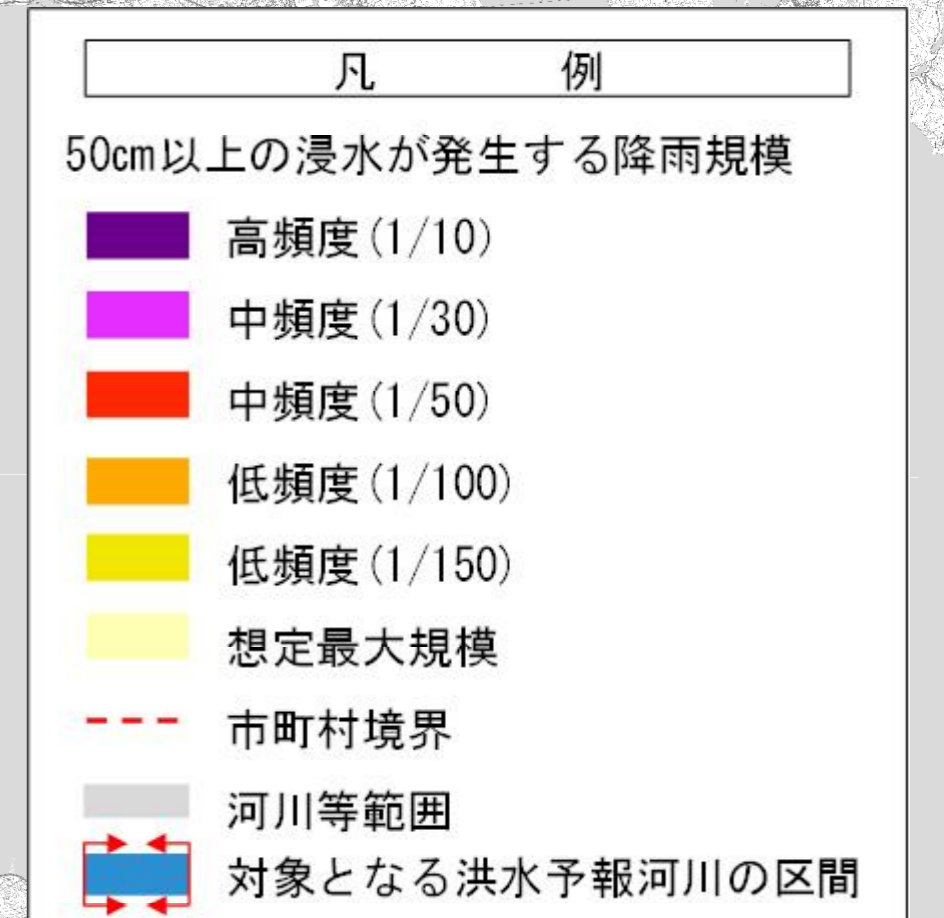 凡 例
50cm以上の浸水が発生する降雨規模
高頻度(1/10)
中頻度(1/30)
中頻度(1/50)
低頻度(1/100)
低頻度(1/150)
想定最大規模
市町村境界
河川等範囲
対象となる洪水予報河川の区間